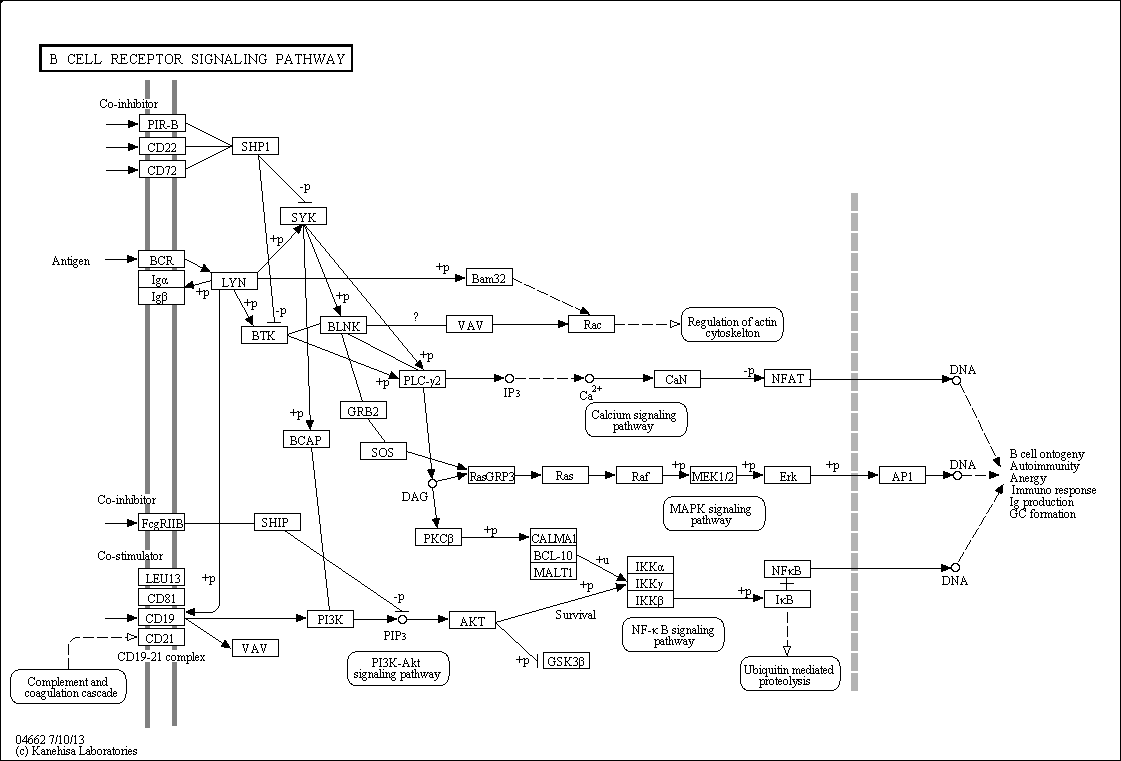 B CELL RECEPTOR SIGNALING PATHWAY
Co-inhibitor
PIR-B
CD22
CD72
SHP1
-p
SYK
+p
Antigen
BCR
Igα
Igβ
+p
LYN
+p
Bam32
+p
-p
BTK
+p
BLNK
?
VAV
Rac
Regulation of actin
cytoskelton
+p
+p
PLC-γ2
IP3
Ca2+
CaN
-p
NFAT
DNA
Calcium signaling
pathway
GRB2
+p
BCAP
SOS
DAG
RasGRP3
Ras
Raf
+p
MEK1/2
+p
Erk
+p
AP1
DNA
MAPK signaling
pathway
B cell ontogeny
Autoimmunity
Anergy
Immuno response
Ig production
GC formation
Co-inhibitor
FcgRIIB
SHIP
PKCβ
+p
CALMA1
BCL-10
MALT1
+u
+p
IKKα
IKKγ
IKKβ
+p
NFκB
IκB
DNA
Co-stimulator
LEU13
CD81
CD19
CD21
+p
CD19-21 complex
VAV
PI3K
-p
PIP3
AKT
Survival
+p
GSK3β
PI3K-Akt
signaling pathway
NF-κ B signaling
pathway
Ubiquitin mediated
proteolysis
Complement and
coagulation cascade
04662 7/10/13
(c) Kanehisa Laboratories